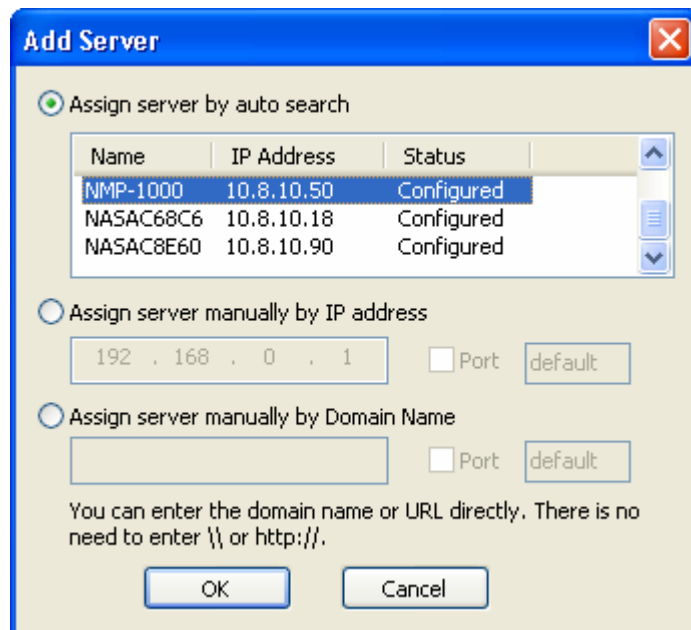 Add Server
Assign server by auto search
Name IP Address Status
NMP-1000 10.8.10.50 Configured
NASAC68C6 10.8.10.18 Configured
NASAC8E60 10.8.10.90 Configured
Assign server manually by IP address
192 . 168 . 0 . 1 Port default
Assign server manually by Domain Name
Port default
You can enter the domain name or URL directly. There is no
need to enter \\ or http://.
OK Cancel